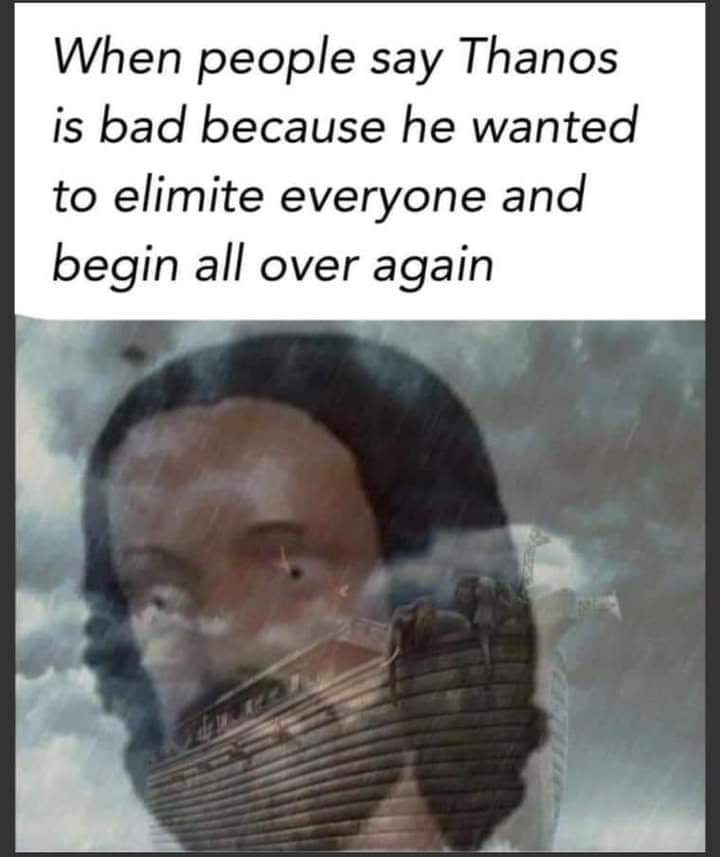 When people say Thanos
is bad because he wanted
to elimite everyone and
begin all over again